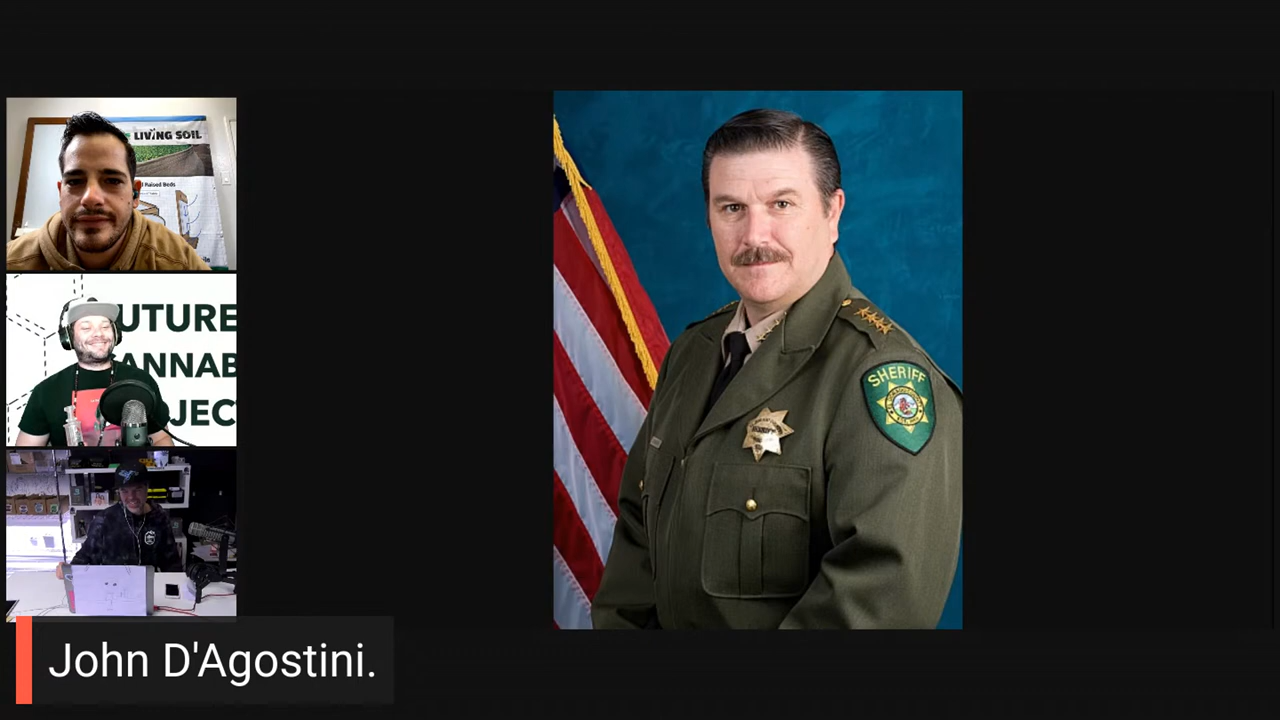 LIVING SOIL
Raised Beds
UTURE
ANNAB
JEC
SHERIFF
John D'Agostini.